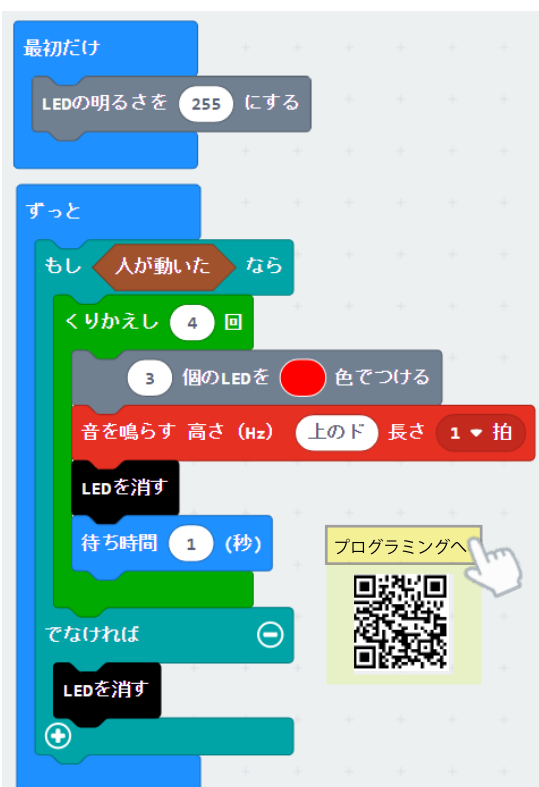 最初だけ
LEDの明るさを 255 にする
ずっと
もし 人が動いた なら
くりかえし 4 回
3 個のLEDを 色でつける
音を鳴らす 高さ (Hz) 上のド 長さ 1 拍
LEDを消す
待ち時間 1 (秒)
プログラミングへ
でなければ
LEDを消す